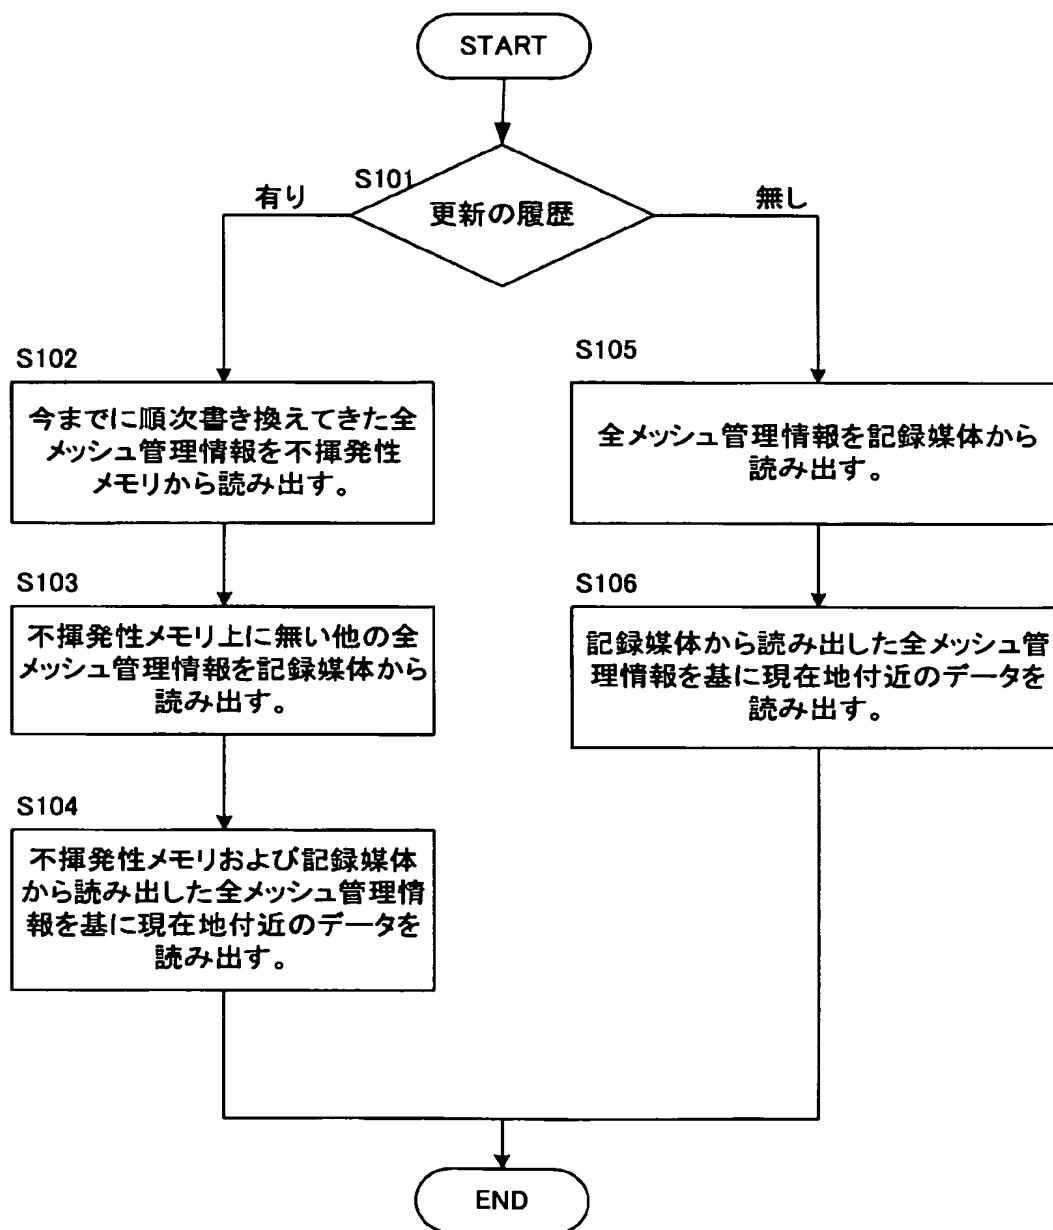 START
S101
有り
更新の履歴
無し
S102
今までに順次書き換えてきた全
メッシュ管理情報を不揮発性
メモリから読み出す。
S103
不揮発性メモリ上に無い他の全
メッシュ管理情報を記録媒体から
読み出す。
S104
不揮発性メモリおよび記録媒体
から読み出した全メッシュ管理情
報を基に現在地付近のデータを
読み出す。
S105
全メッシュ管理情報を記録媒体から
読み出す。
S106
記録媒体から読み出した全メッシュ管
理情報を基に現在地付近のデータを
読み出す。
END